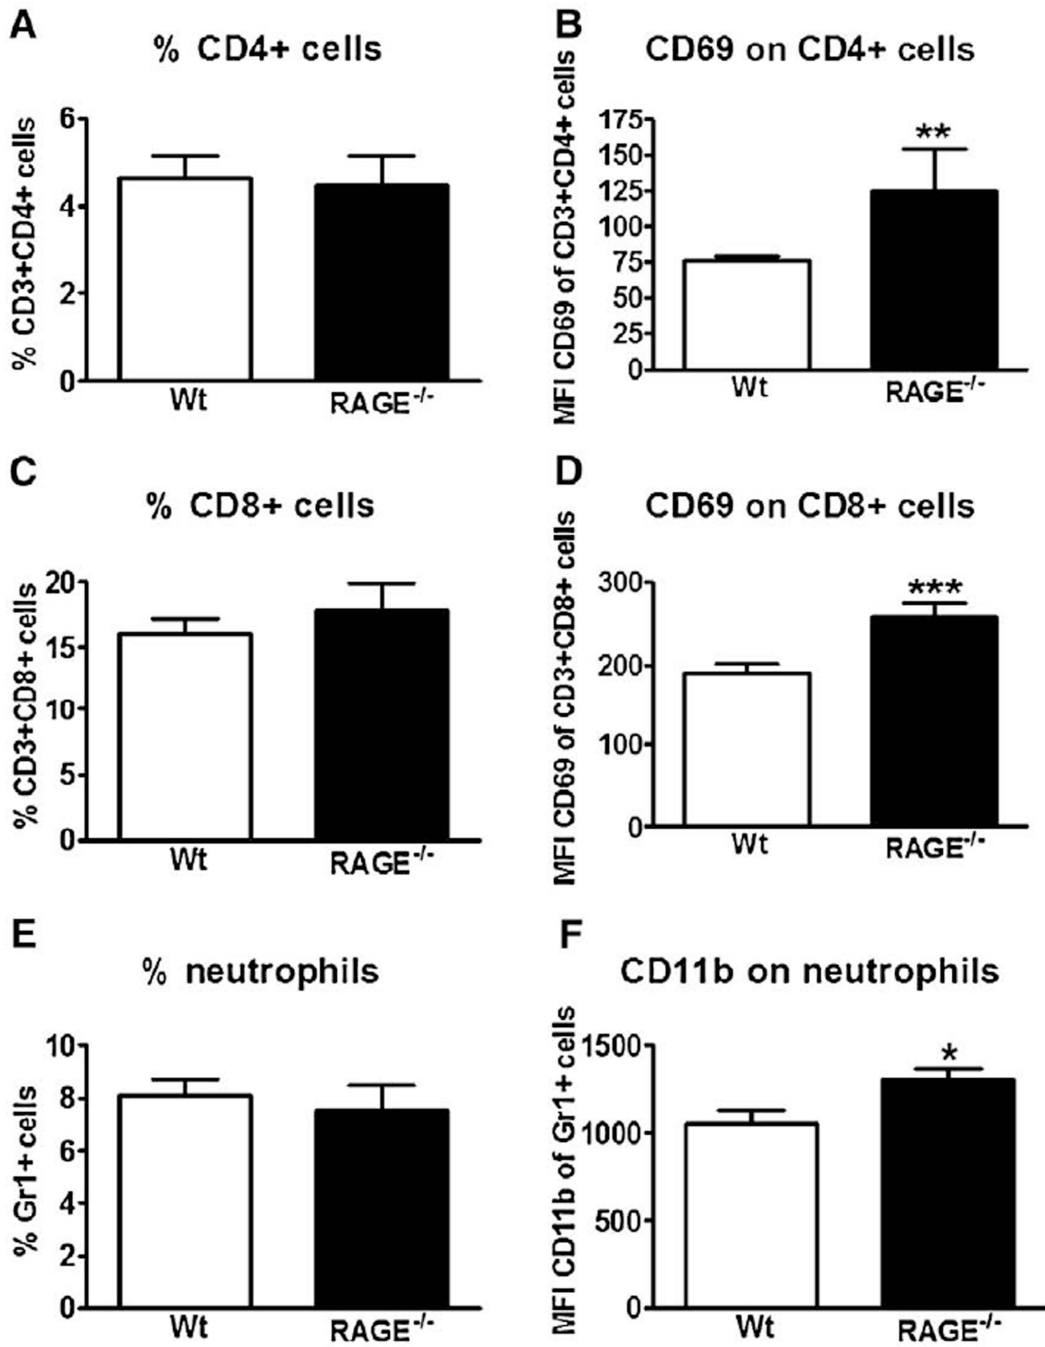 A
% CD4+ cells
% CD3+CD4+ cells
6
4
2
0
Wt
RAGE-/-
B
CD69 on CD4+ cells
MFI CD69 of CD3+CD4+ cells
175
150
125
100
75
50
25
0
**
Wt
RAGE-/-
C
% CD8+ cells
% CD3+CD8+ cells
20
15
10
5
0
Wt
RAGE-/-
D
CD69 on CD8+ cells
MFI CD69 of CD3+CD8+ cells
300
200
100
0
***
Wt
RAGE-/-
E
% neutrophils
% Gr1+ cells
10
8
6
4
2
0
Wt
RAGE-/-
F
CD11b on neutrophils
MFI CD11b of Gr1+ cells
1500
1000
500
0
*
Wt
RAGE-/-